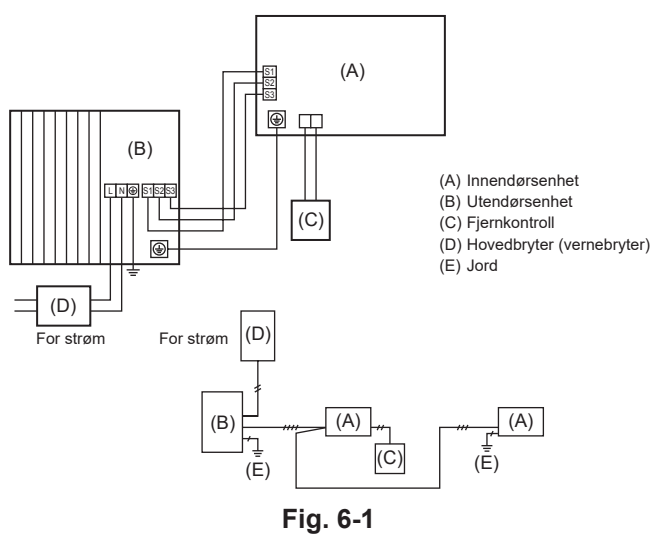 (A)
S1
S2
S3
(B)
L N S1 S2 S3
(C)
(A) Innendørsenhet
(B) Utendørsenhet
(C) Fjernkontroll
(D) Hovedbryter (vernebryter)
(E) Jord
(D)
For strøm
For strøm
(D)
(B)
(A)
(A)
(C)
(E)
(E)
Fig. 6-1